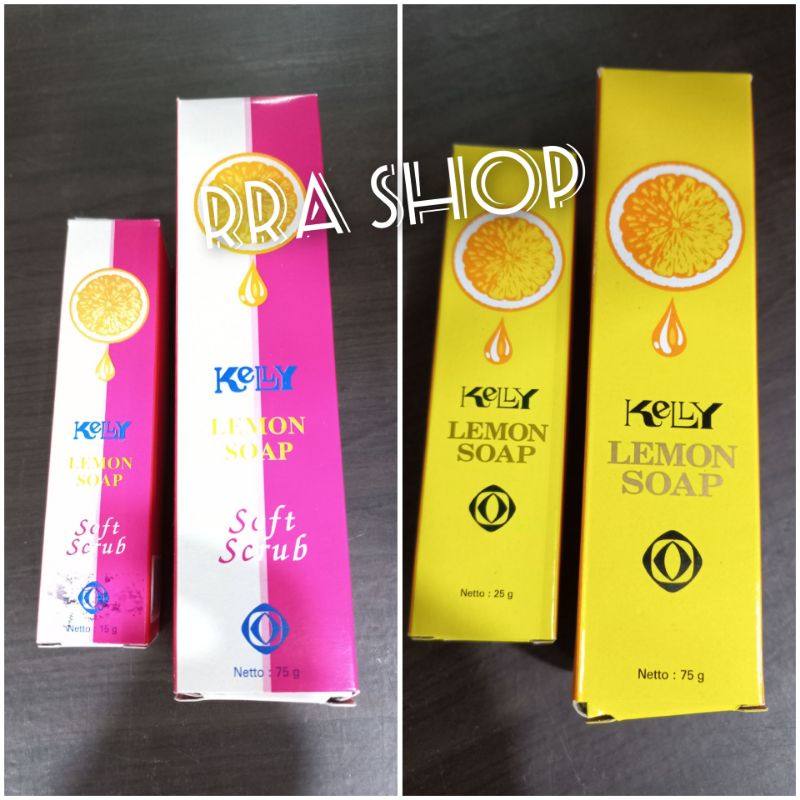 RRA SHOP
KELLY
LEMON
SOAP
Soft
Scrub
Netto : 15 g
KELLY
LEMON
SOAP
Soft
Scrub
Netto : 75 g
KELLY
LEMON
SOAP
Netto : 25 g
KELLY
LEMON
SOAP
Netto : 75 g